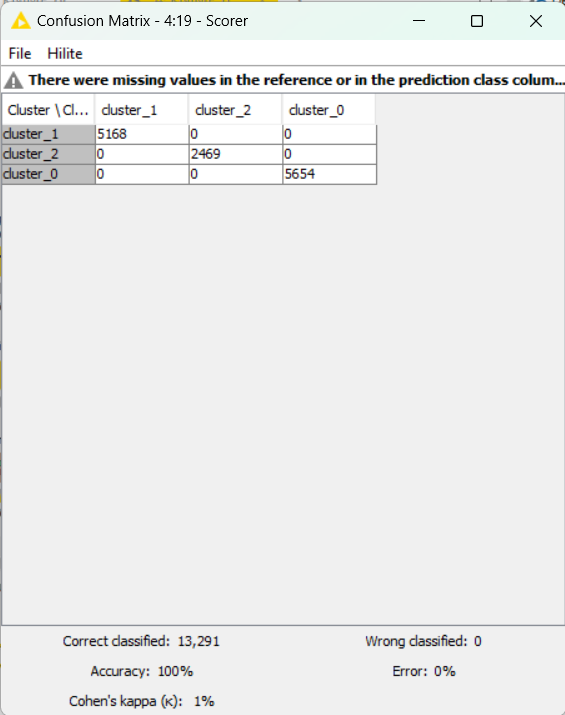 Confusion Matrix - 4:19 - Scorer
File Hilite
There were missing values in the reference or in the prediction class colum...
Cluster \ Cl... cluster_1 cluster_2 cluster_0
cluster_1 5168 0 0
cluster_2 0 2469 0
cluster_0 0 0 5654
Correct classified: 13,291 Wrong classified: 0
Accuracy: 100% Error: 0%
Cohen's kappa (κ): 1%